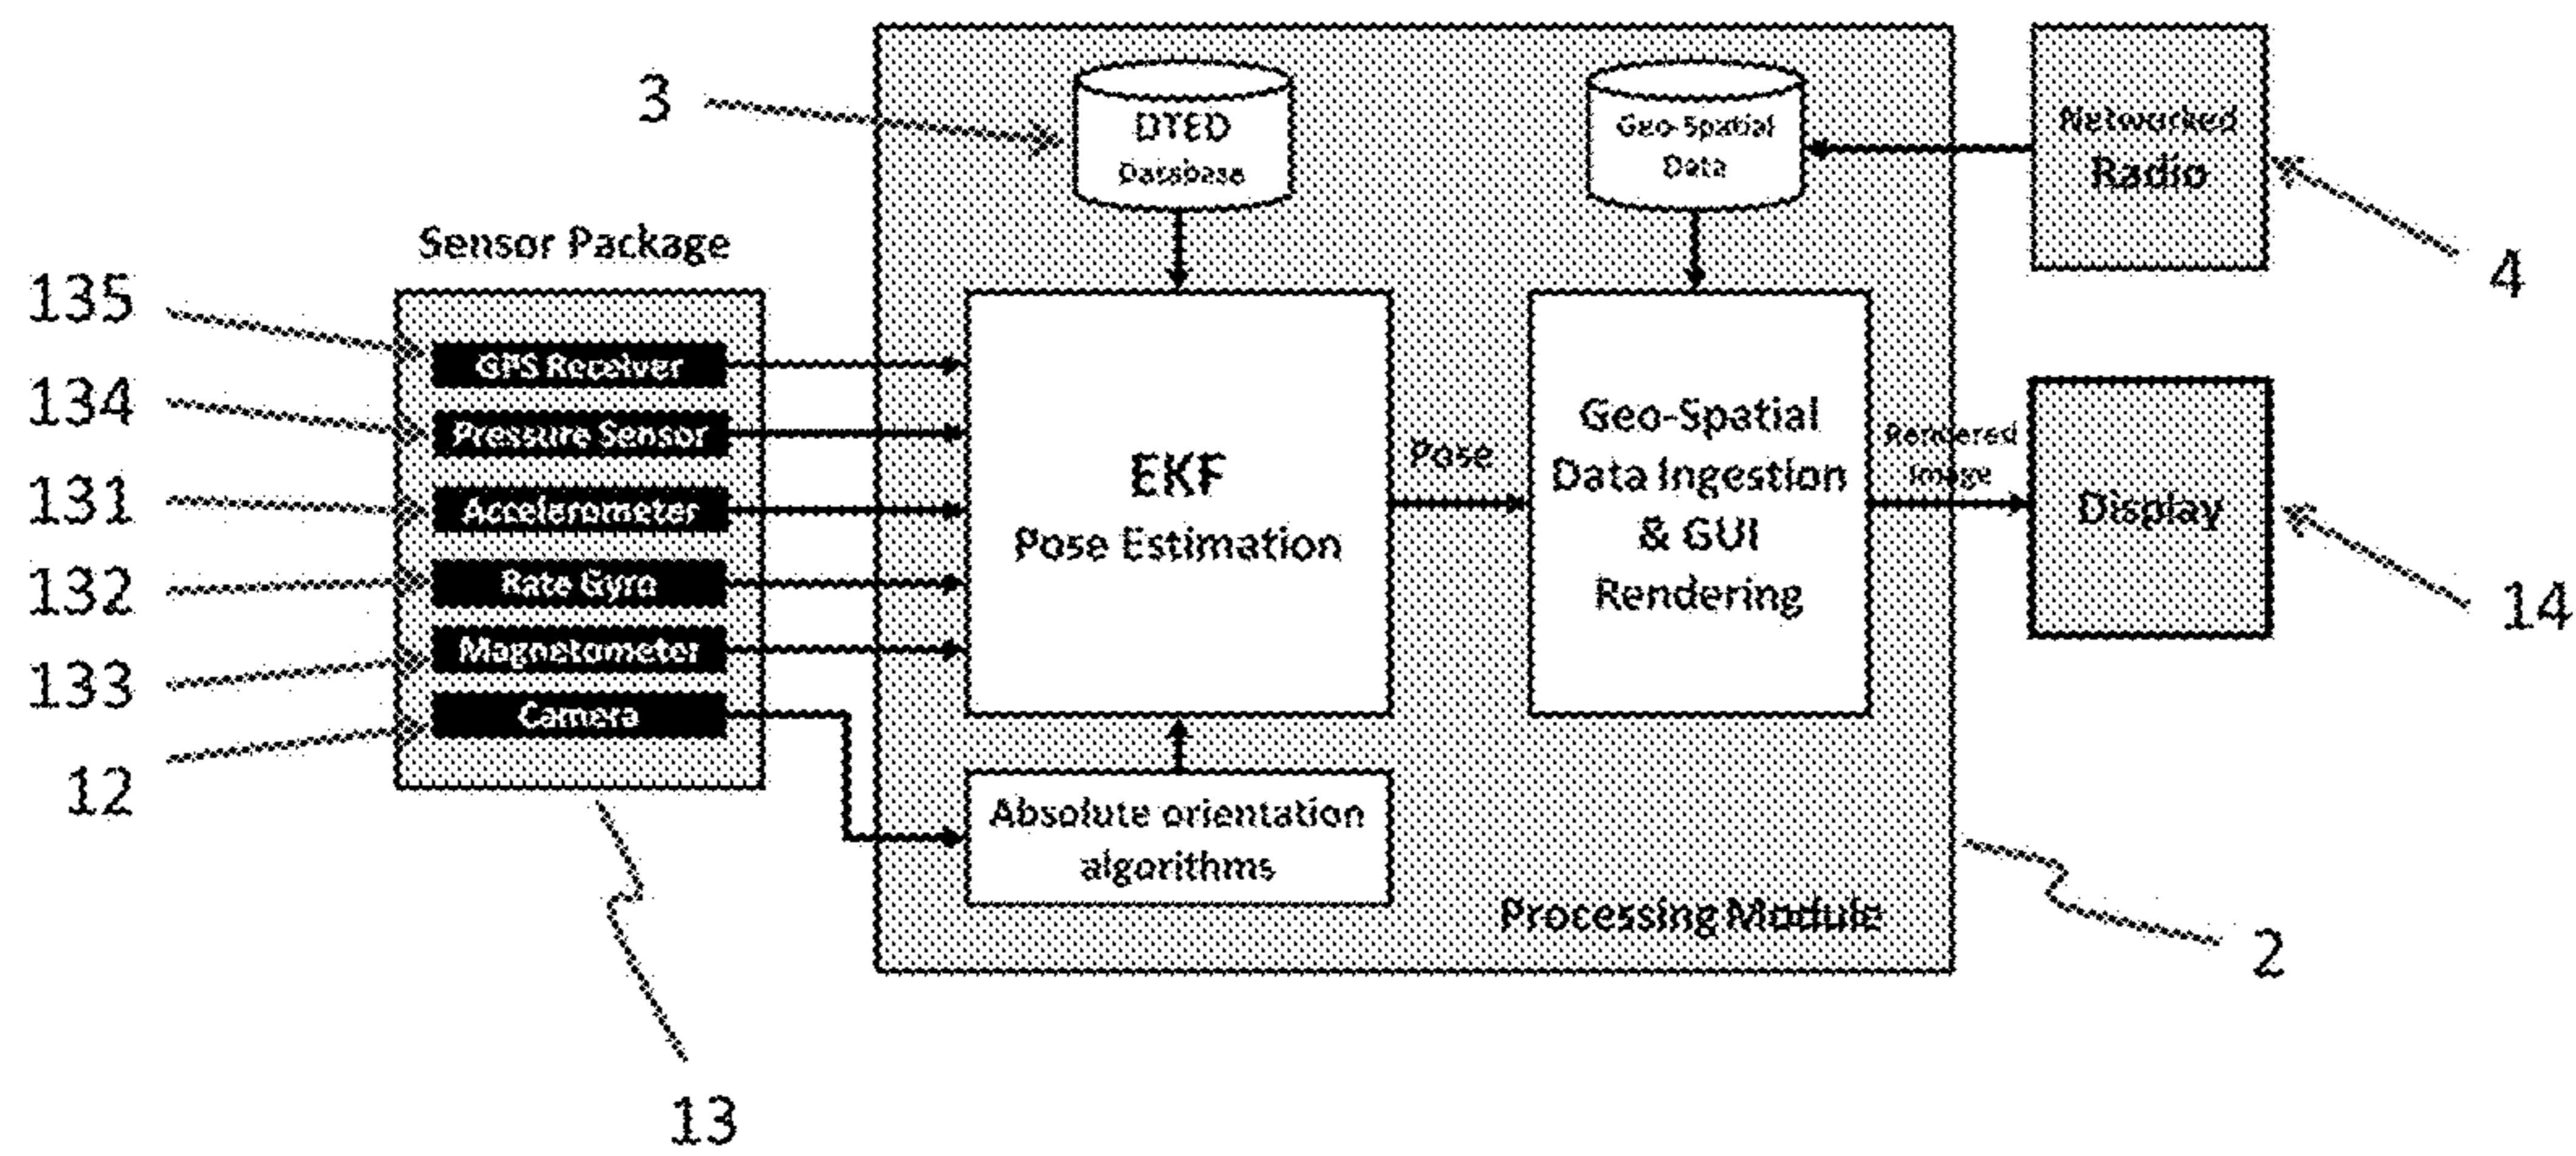 3
DTED
Database
Geo-Spatial
Data
Networked
Radio
4
Sensor Package
135
GPS Receiver
134
Pressure Sensor
131
Accelerometer
132
Rate Gyro
133
Magnetometer
12
Camera
13
EKF
Pose Estimation
Pose
Geo-Spatial
Data Ingestion
& GUI
Rendering
Rendered
Image
Display
14
Absolute orientation
algorithms
Processing Module
2